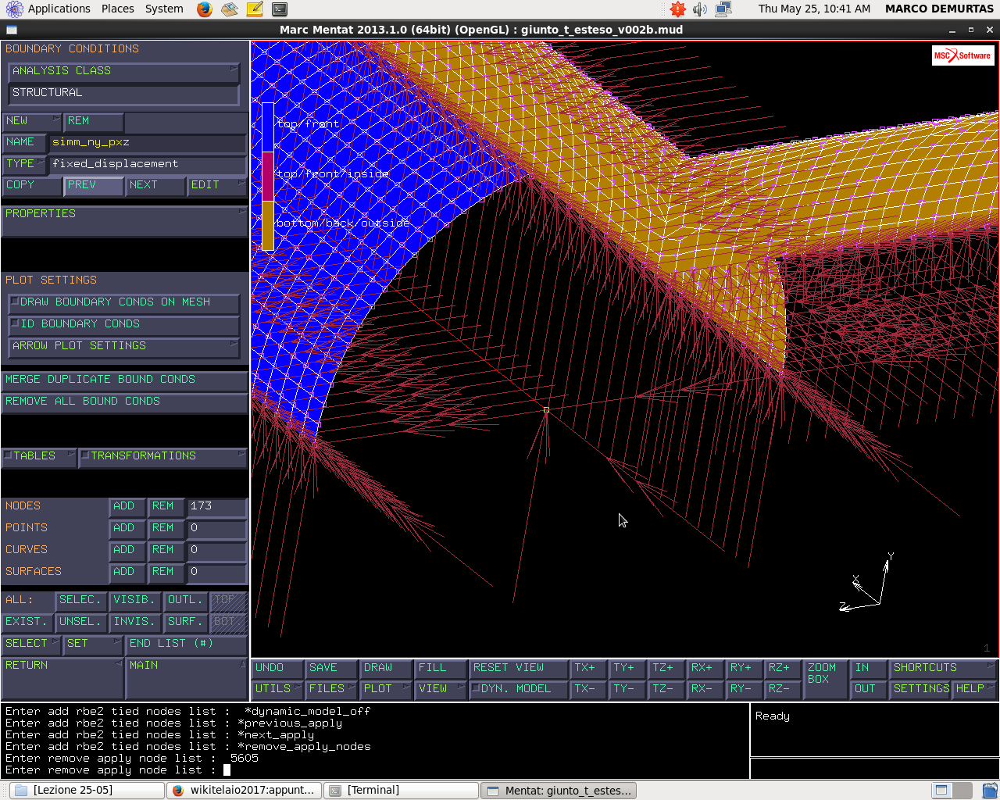 Applications Places System Thu May 25, 10:41 AM MARCO DEMURTAS
Marc Mentat 2013.1.0 (64bit) (OpenGL) : giunto_t_esteso_v002b.mud
BOUNDARY CONDITIONS
ANALYSIS CLASS
STRUCTURAL
NEW REM
NAME simm_ny_pxz
TYPE fixed_displacement
COPY PREV NEXT EDIT
PROPERTIES
PLOT SETTINGS
DRAW BOUNDARY CONDS ON MESH
ID BOUNDARY CONDS
ARROW PLOT SETTINGS
MERGE DUPLICATE BOUND CONDS
REMOVE ALL BOUND CONDS
TABLES TRANSFORMATIONS
NODES ADD REM 173
POINTS ADD REM 0
CURVES ADD REM 0
SURFACES ADD REM 0
ALL: SELEC. VISIB. OUTL. TOP
EXIST. UNSEL. INVIS. SURF. BOT
SELECT SET END LIST (#)
RETURN MAIN
MSC Software
top/front
top/front/inside
bottom/back/outside
Y
X
Z
1
UNDO SAVE DRAW FILL RESET VIEW TX+ TY+ TZ+ RX+ RY+ RZ+ ZOOM BOX IN SHORTCUTS
UTILS FILES PLOT VIEW DYN. MODEL TX- TY- TZ- RX- RY- RZ- OUT SETTINGS HELP
Enter add rbe2 tied nodes list : *dynamic_model_off
Enter add rbe2 tied nodes list : *previous_apply
Enter add rbe2 tied nodes list : *next_apply
Enter add rbe2 tied nodes list : *remove_apply_nodes
Enter remove apply node list : 5605
Enter remove apply node list :
Ready
[Lezione 25-05] wikitelaio2017:appunt... [Terminal] Mentat: giunto_t_estes...